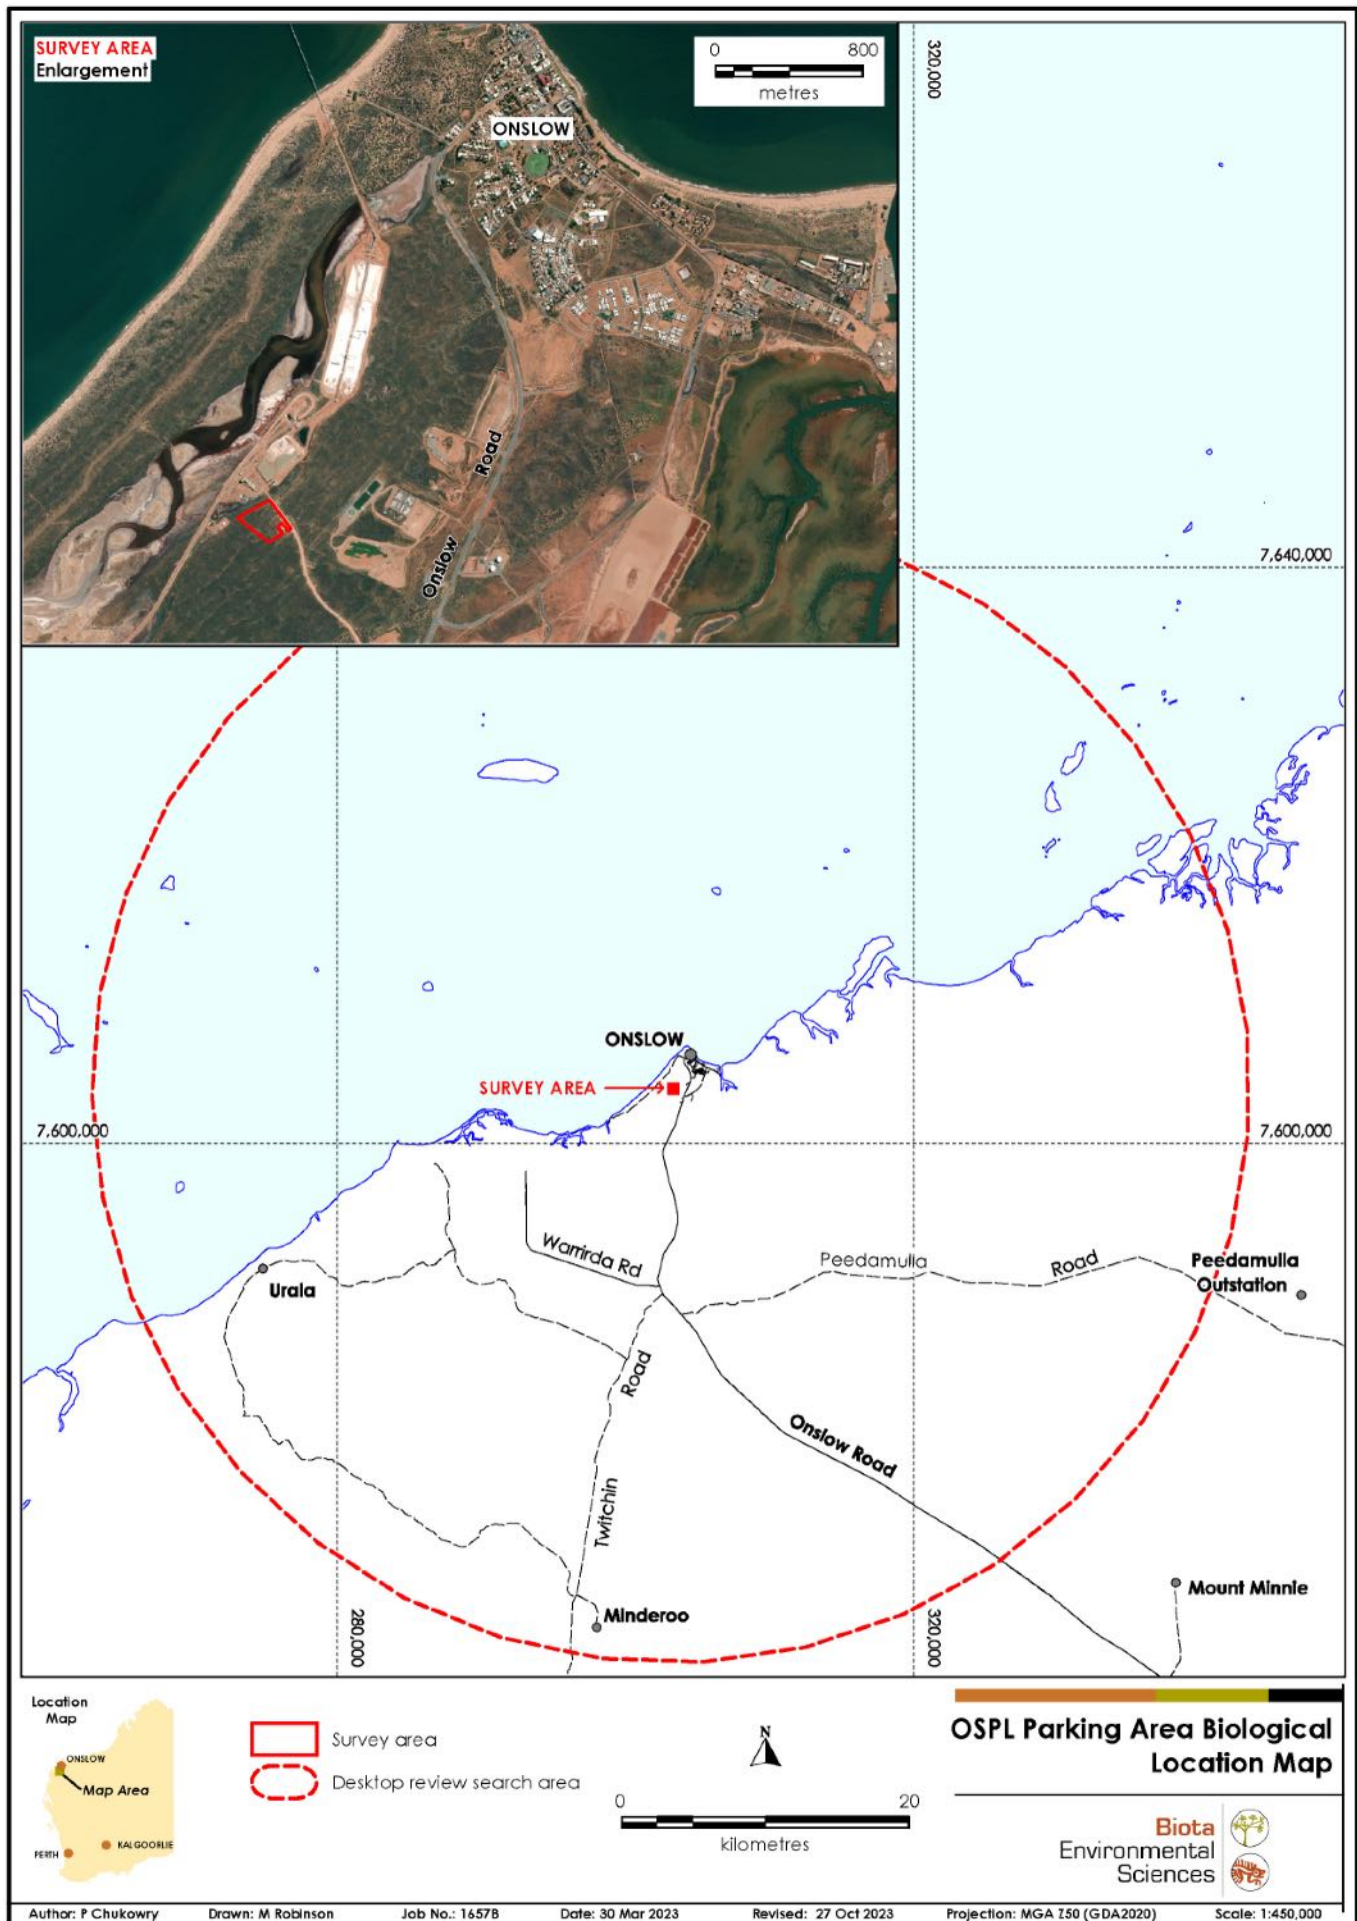 SURVEY AREA
Enlargement
0 800
metres
ONSLOW
Road
Onslow
320,000
7,640,000
ONSLOW
SURVEY AREA
7,600,000
7,600,000
Warrirda Rd
Peedamulla
Road
Peedamulla
Outstation
Urala
Road
Onslow Road
Twitchin
Mount Minnie
Minderoo
280,000
320,000
Location
Map
ONSLOW
Map Area
KALGOORLIE
PERTH
Survey area
Desktop review search area
N
0 20
kilometres
OSPL Parking Area Biological
Location Map
Biota
Environmental
Sciences
Author: P Chukowry Drawn: M Robinson Job No.: 1657B Date: 30 Mar 2023 Revised: 27 Oct 2023 Projection: MGA Z50 (GDA2020) Scale: 1:450,000